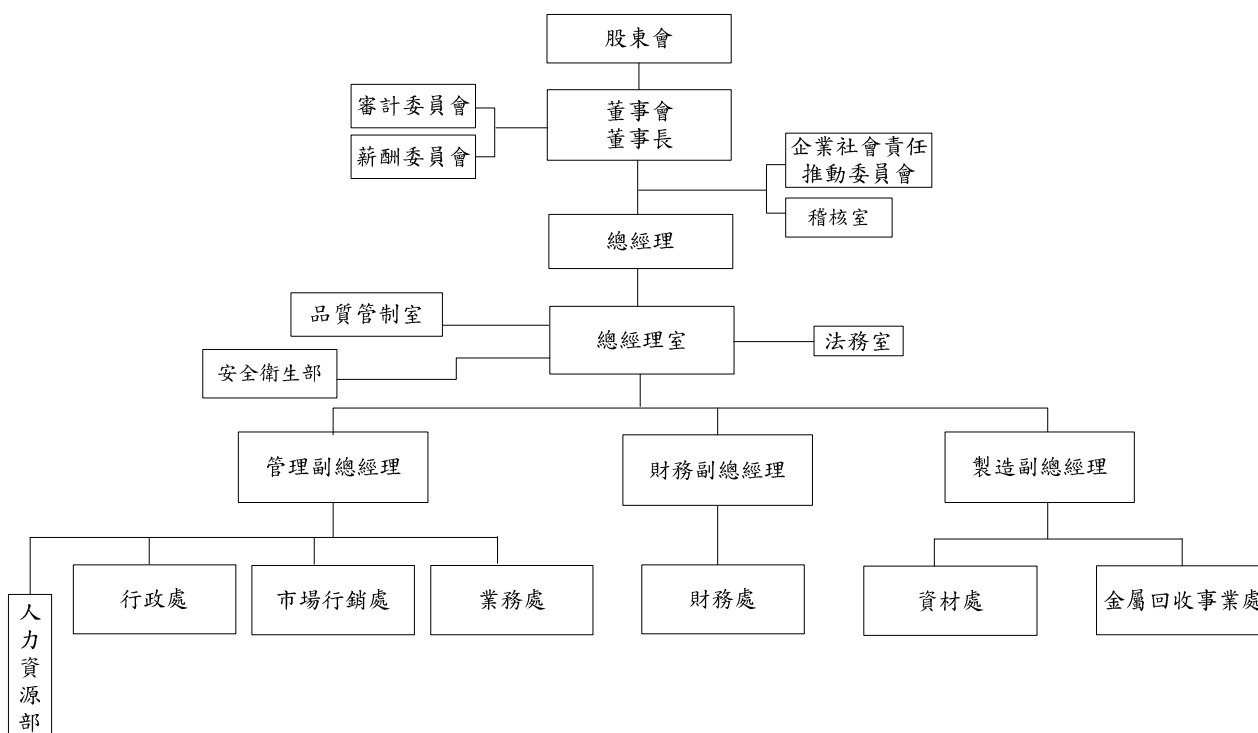 股東會
審計委員會
董事會
董事長
薪酬委員會
企業社會責任
推動委員會
稽核室
總經理
品質管制室
總經理室
法務室
安全衛生部
管理副總經理
財務副總經理
製造副總經理
人力資源部
行政處
市場行銷處
業務處
財務處
資材處
金屬回收事業處